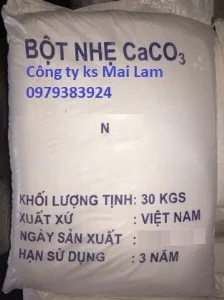 BỘT NHẸ CaCO₃
Công ty ks Mai Lam
0979383924
N
KHỐI LƯỢNG TỊNH: 30 KGS
XUẤT XỨ : VIỆT NAM
NGÀY SẢN XUẤT :
HẠN SỬ DỤNG : 3 NĂM